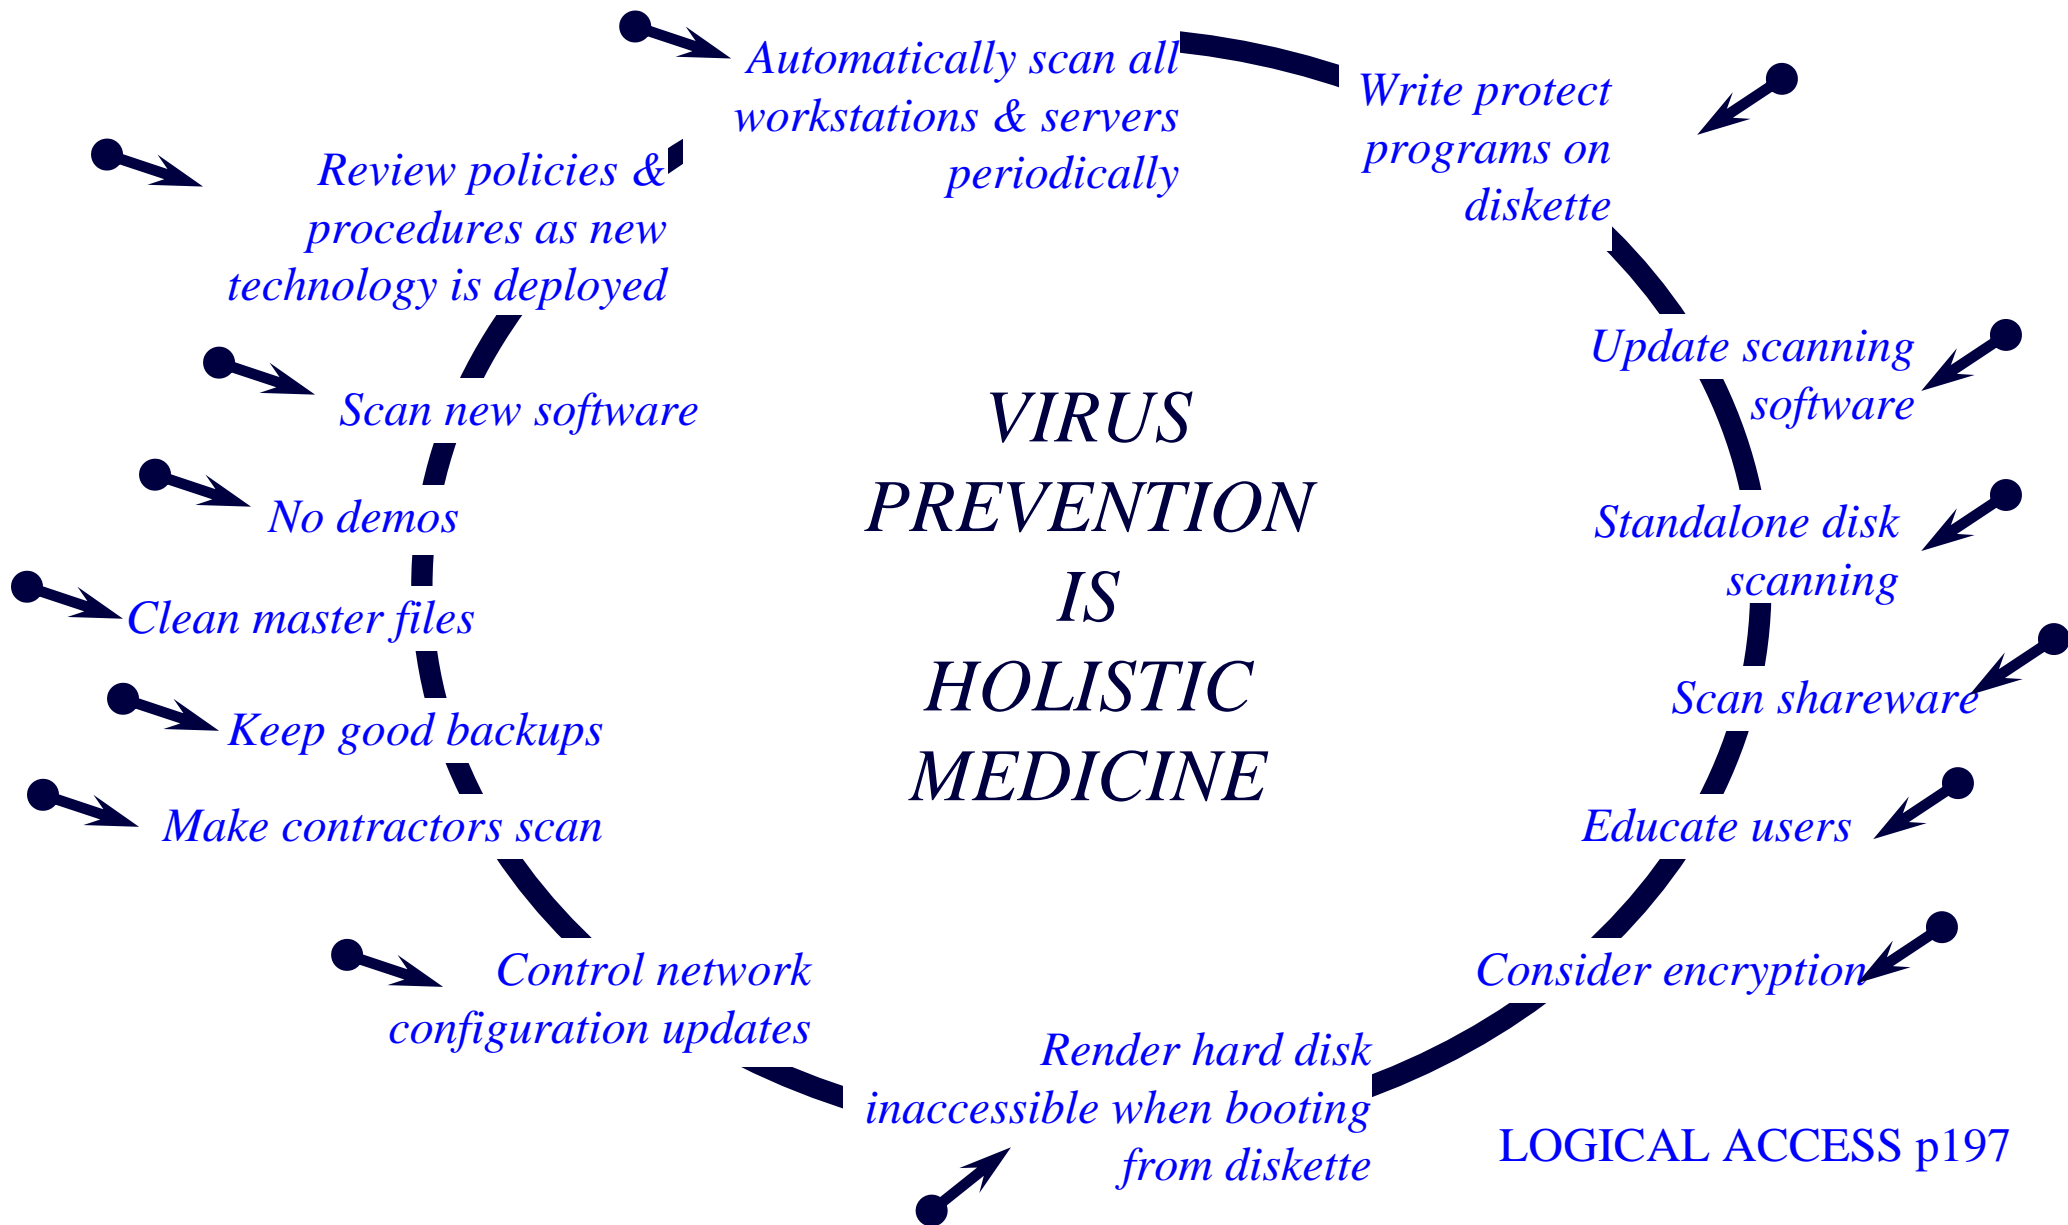 Automatically scan all
workstations & servers
periodically
Write protect
programs on
diskette
Update scanning
software
Standalone disk
scanning
Scan shareware
Educate users
Consider encryption
Render hard disk
inaccessible when booting
from diskette
Control network
configuration updates
Make contractors scan
Keep good backups
Clean master files
No demos
Scan new software
Review policies &
procedures as new
technology is deployed
VIRUS
PREVENTION
IS
HOLISTIC
MEDICINE
LOGICAL ACCESS p197